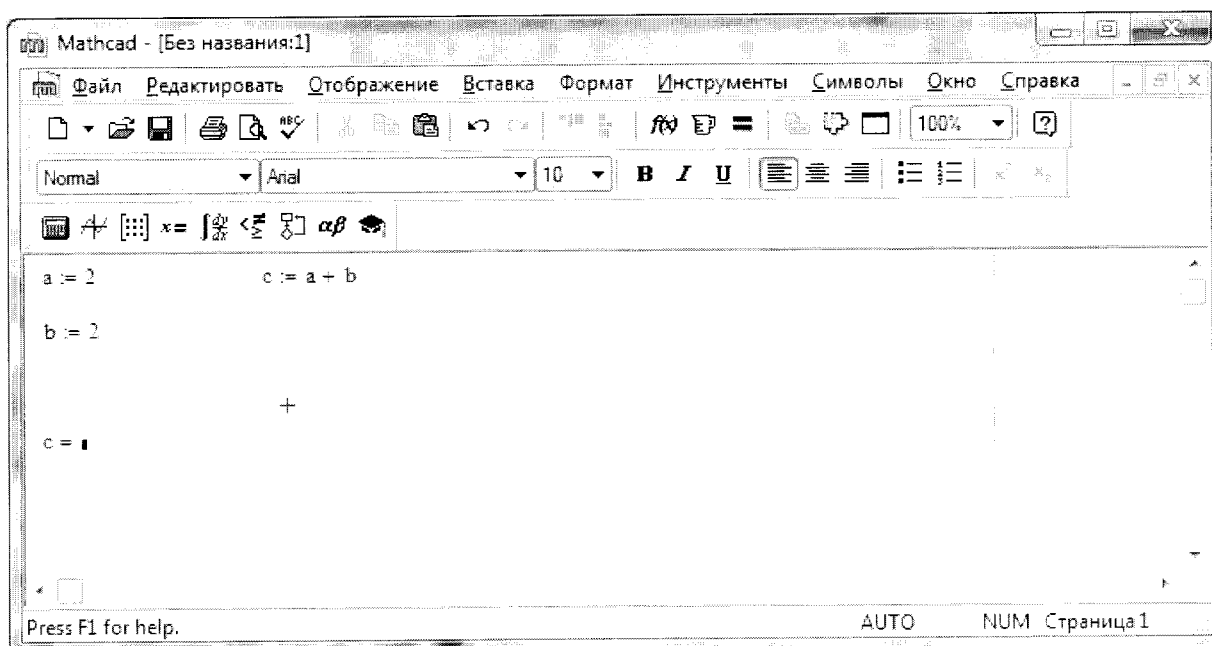 Mathcad - [Без названия:1]
Файл Редактировать Отображение Вставка Формат Инструменты Символы Окно Справка
100%
Normal Arial 10 B I U
x= αβ
a := 2 c := a + b
b := 2
c =
Press F1 for help. AUTO NUM Страница 1